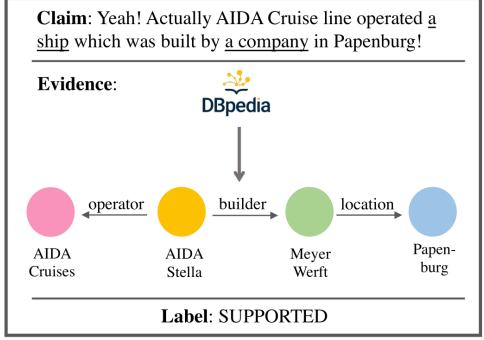 Claim: Yeah! Actually AIDA Cruise line operated a
ship which was built by a company in Papenburg!
Evidence:
DBpedia
operator
builder
location
AIDA
Cruises
AIDA
Stella
Meyer
Werft
Papen-
burg
Label: SUPPORTED